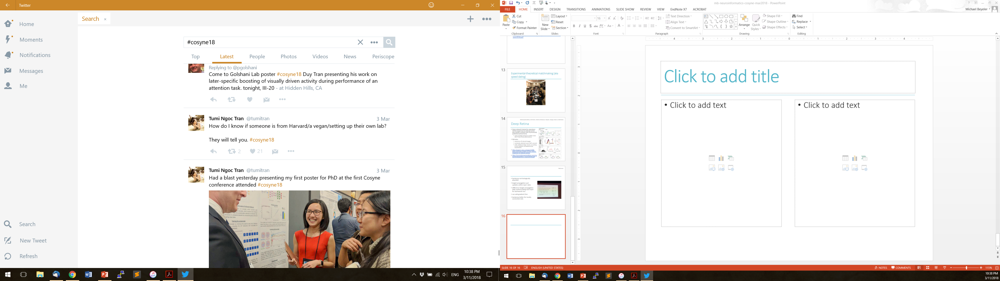 Twitter
Home
Moments
Notifications
Messages
Me
Search
New Tweet
Refresh
Search ×
#cosyne18
Top Latest People Photos Videos News Periscope
Replying to @pgolshani
Come to Golshani Lab poster #cosyne18 Duy Tran presenting his work on
later-specific boosting of visually driven activity during performance of an
attention task. tonight, III-20 - at Hidden Hills, CA
Tumi Ngoc Tran @tumitran 3 Mar
How do I know if someone is from Harvard/a vegan/setting up their own lab?
They will tell you. #cosyne18
2 21
Tumi Ngoc Tran @tumitran 3 Mar
Had a blast yesterday presenting my first poster for PhD at the first Cosyne
conference attended #cosyne18
ENG
10:38 PM
3/11/2018
mb-neuroinformatics-cosyne-mar2018 - PowerPoint
FILE HOME INSERT DESIGN TRANSITIONS ANIMATIONS SLIDE SHOW REVIEW VIEW EndNote X7 ACROBAT
Michael Beyeler
Paste
Cut
Copy
Format Painter
Clipboard
New
Slide
Layout
Reset
Section
Slides
16
Font
Text Direction
Align Text
Convert to SmartArt
Paragraph
Arrange
Quick
Styles
Shape Fill
Shape Outline
Shape Effects
Drawing
Find
Replace
Select
Editing
13
Experimental-theoretical matchmaking (aka
speed dating)
14
Deep Retina
15
16
Click to add title
• Click to add text
• Click to add text
SLIDE 16 OF 16 ENGLISH (UNITED STATES)
NOTES COMMENTS 115%
10:38 PM
3/11/2018